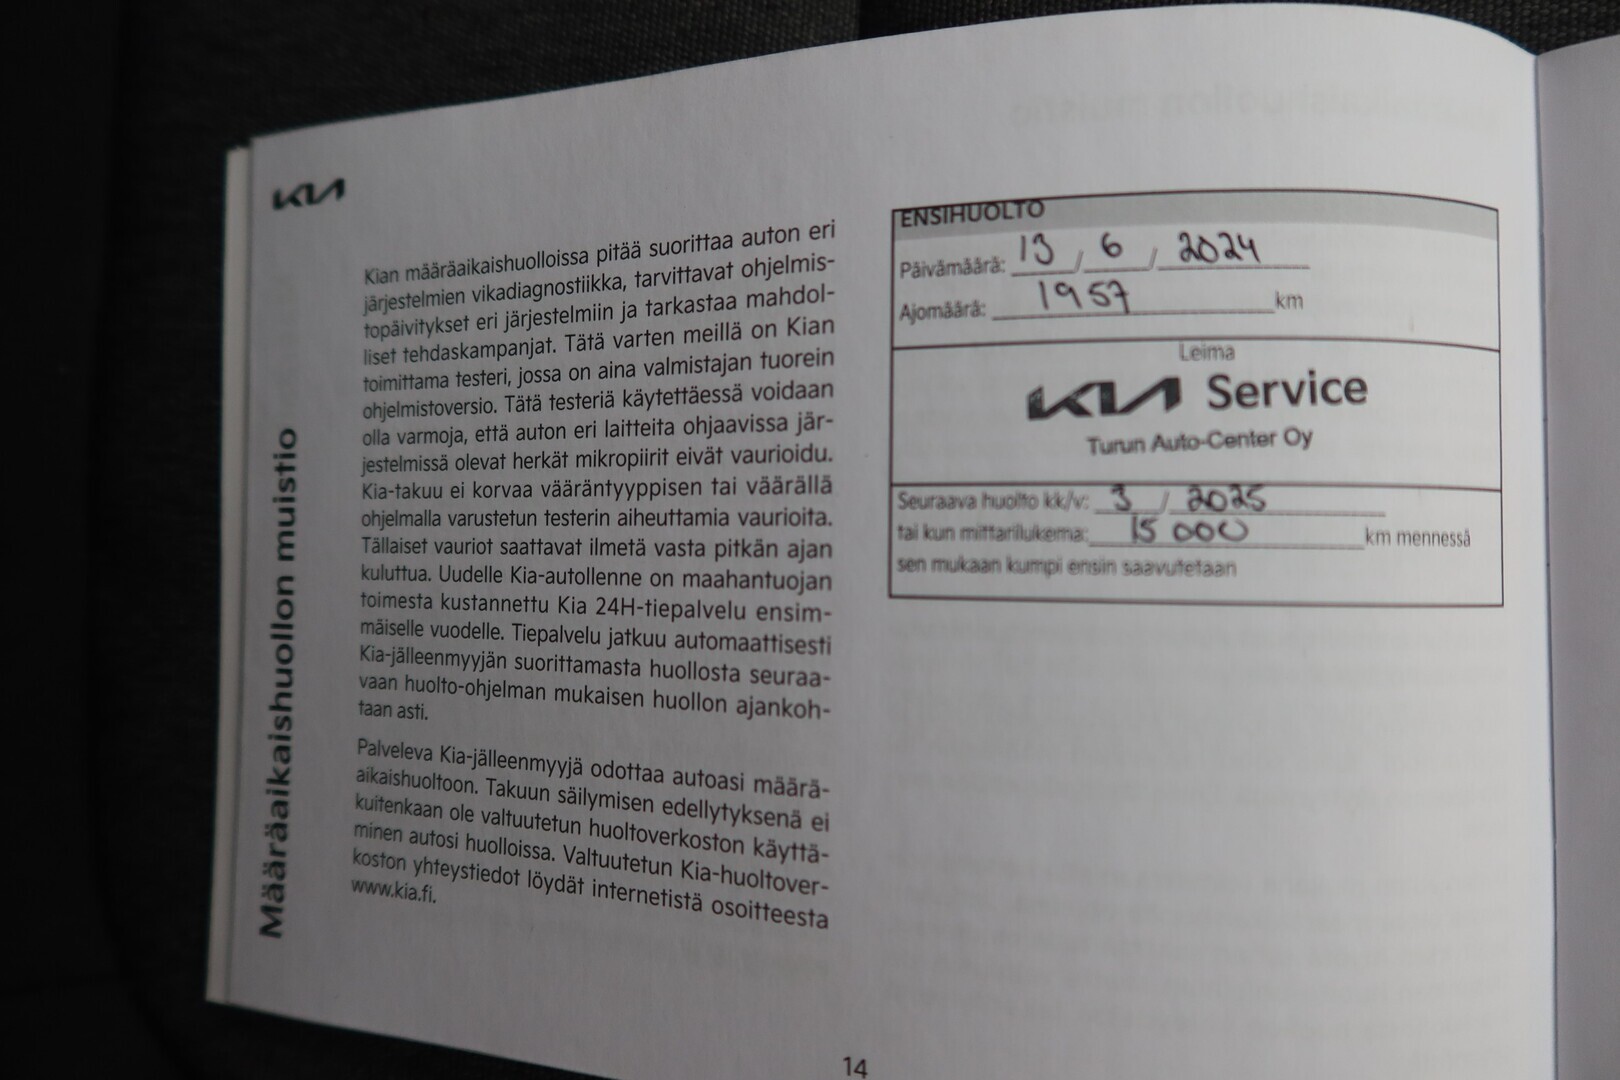 KIA
Määräaikaishuollon muistio
Kian määräaikaishuolloissa pitää suorittaa auton eri
järjestelmien vikadiagnostiikka, tarvittavat ohjelmis-
topäivitykset eri järjestelmiin ja tarkastaa mahdol-
liset tehdaskampanjat. Tätä varten meillä on Kian
toimittama testeri, jossa on aina valmistajan tuorein
ohjelmistoversio. Tätä testeriä käytettäessä voidaan
olla varmoja, että auton eri laitteita ohjaavissa jär-
jestelmissä olevat herkät mikropiirit eivät vaurioidu.
Kia-takuu ei korvaa vääräntyyppisen tai väärällä
ohjelmalla varustetun testerin aiheuttamia vaurioita.
Tällaiset vauriot saattavat ilmetä vasta pitkän ajan
kuluttua. Uudelle Kia-autollenne on maahantuojan
toimesta kustannettu Kia 24H-tiepalvelu ensim-
mäiselle vuodelle. Tiepalvelu jatkuu automaattisesti
Kia-jälleenmyyjän suorittamasta huollosta seuraa-
vaan huolto-ohjelman mukaisen huollon ajankoh-
taan asti.
Palveleva Kia-jälleenmyyjä odottaa autoasi määrä-
aikaishuoltoon. Takuun säilymisen edellytyksenä ei
kuitenkaan ole valtuutetun huoltoverkoston käyttä-
minen autosi huolloissa. Valtuutetun Kia-huoltover-
koston yhteystiedot löydät internetistä osoitteesta
www.kia.fi.
ENSIHUOLTO
Päivämäärä: 13 / 6 / 2024
Ajomäärä: 1957 km
Leima
KIA Service
Turun Auto-Center Oy
Seuraava huolto kk/v: 3 / 2025
tai kun mittarilukema: 15 000 km mennessä
sen mukaan kumpi ensin saavutetaan
14